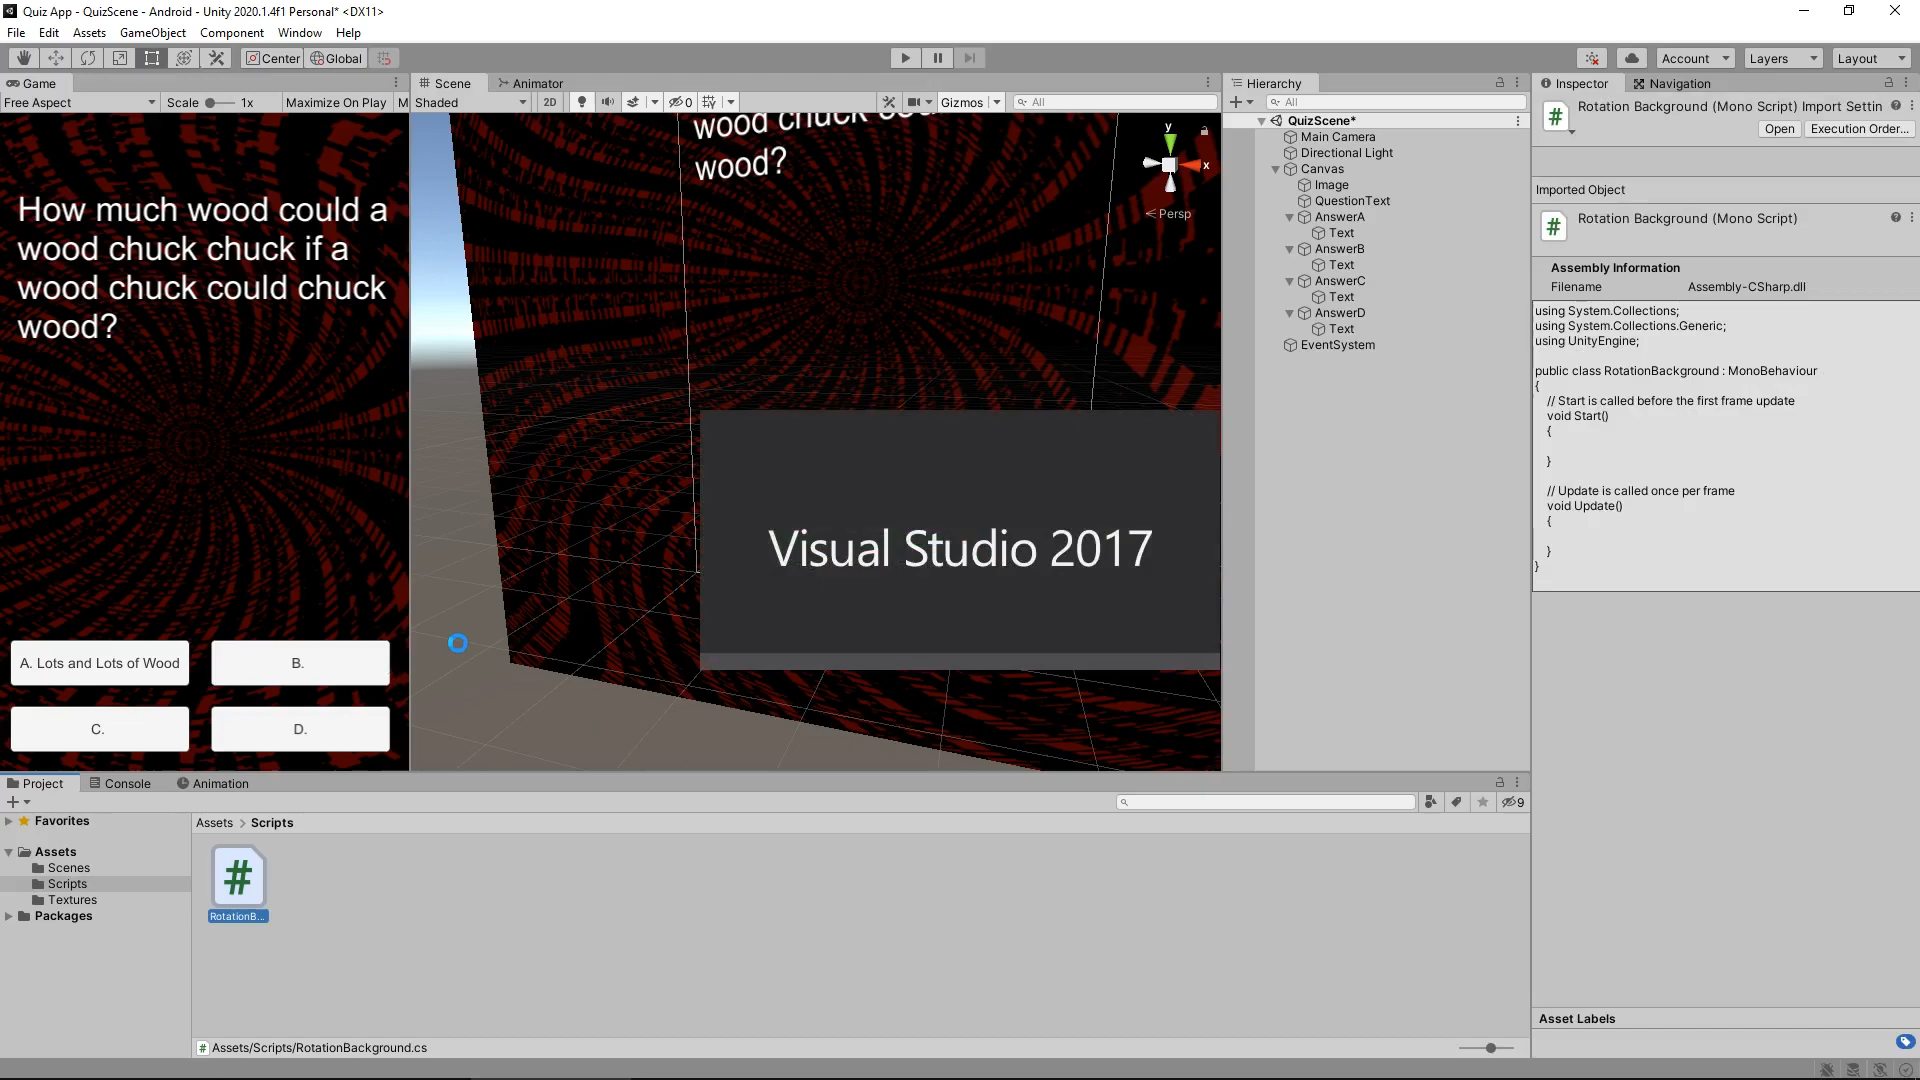 Quiz App - QuizScene - Android - Unity 2020.1.4f1 Personal* <DX11>
File Edit Assets GameObject Component Window Help
Center Global Account Layers Layout
Game
Free Aspect Scale 1x Maximize On Play M
How much wood could a
wood chuck chuck if a
wood chuck could chuck
wood?
A. Lots and Lots of Wood
B.
C.
D.
Scene Animator
Shaded 2D 0 Gizmos All
wood chuck
wood?
y
x
Persp
Visual Studio 2017
Hierarchy
All
QuizScene*
Main Camera
Directional Light
Canvas
Image
QuestionText
AnswerA
Text
AnswerB
Text
AnswerC
Text
AnswerD
Text
EventSystem
Inspector Navigation
Rotation Background (Mono Script) Import Settin
Open Execution Order...
Imported Object
Rotation Background (Mono Script)
Assembly Information
Filename Assembly-CSharp.dll
using System.Collections;
using System.Collections.Generic;
using UnityEngine;
public class RotationBackground : MonoBehaviour
{
// Start is called before the first frame update
void Start()
{
}
// Update is called once per frame
void Update()
{
}
}
Asset Labels
Project Console Animation
9
Favorites
Assets
Scenes
Scripts
Textures
Packages
Assets > Scripts
#
RotationB...
Assets/Scripts/RotationBackground.cs